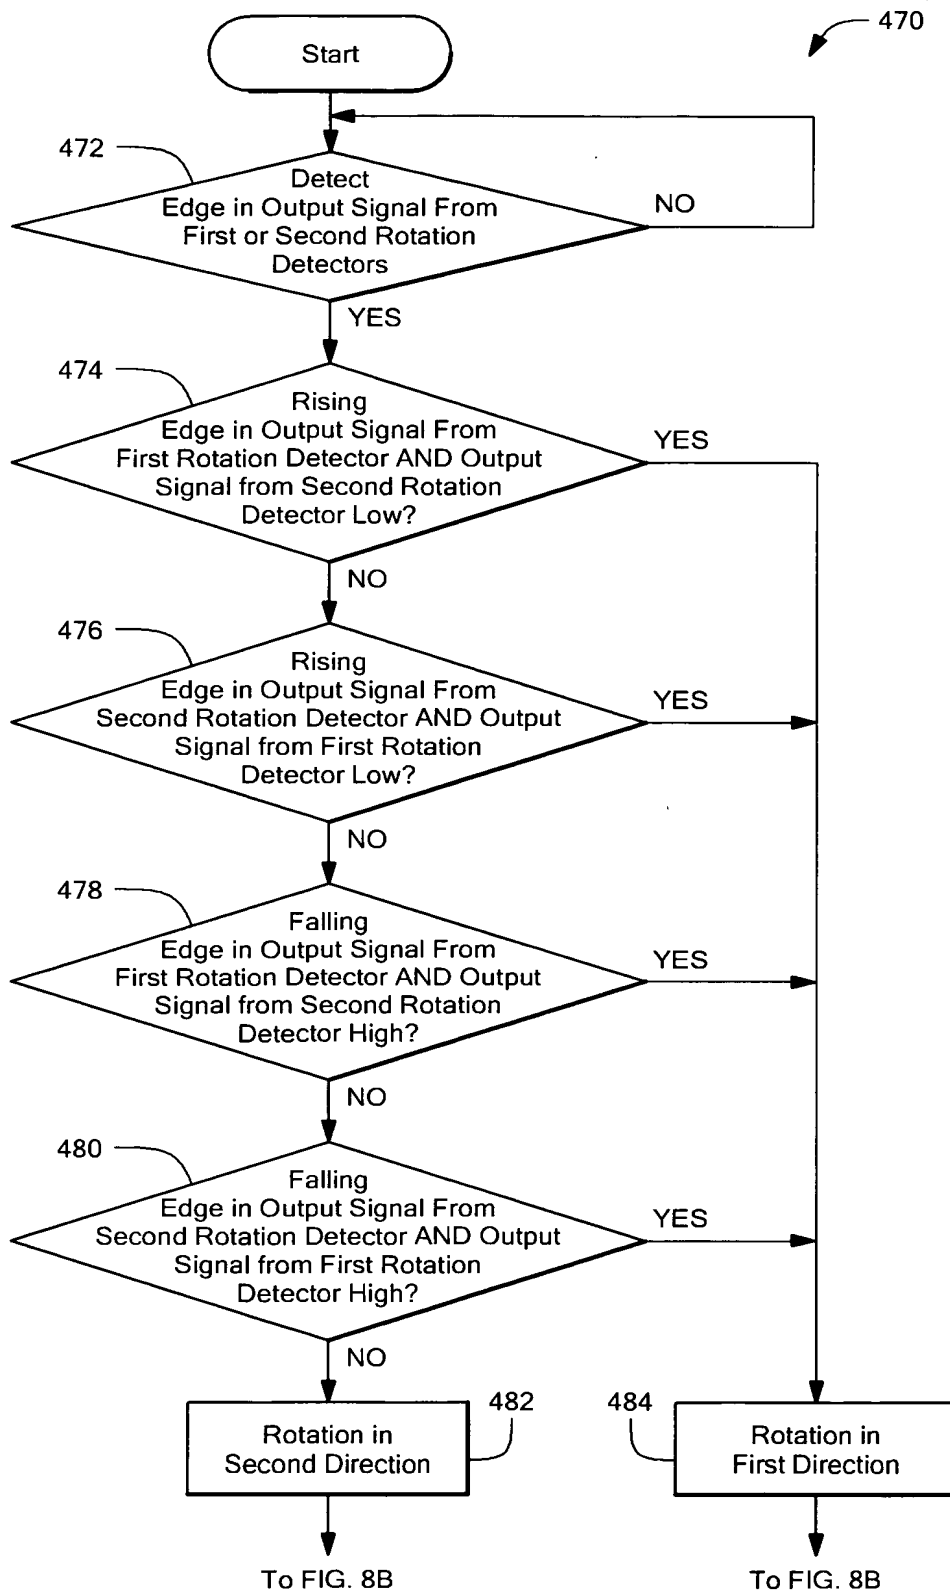 470
Start
472
Detect
Edge in Output Signal From
First or Second Rotation
Detectors
NO
YES
474
Rising
Edge in Output Signal From
First Rotation Detector AND Output
Signal from Second Rotation
Detector Low?
YES
NO
476
Rising
Edge in Output Signal From
Second Rotation Detector AND Output
Signal from First Rotation
Detector Low?
YES
NO
478
Falling
Edge in Output Signal From
First Rotation Detector AND Output
Signal from Second Rotation
Detector High?
YES
NO
480
Falling
Edge in Output Signal From
Second Rotation Detector AND Output
Signal from First Rotation
Detector High?
YES
NO
482
Rotation in
Second Direction
484
Rotation in
First Direction
To FIG. 8B
To FIG. 8B